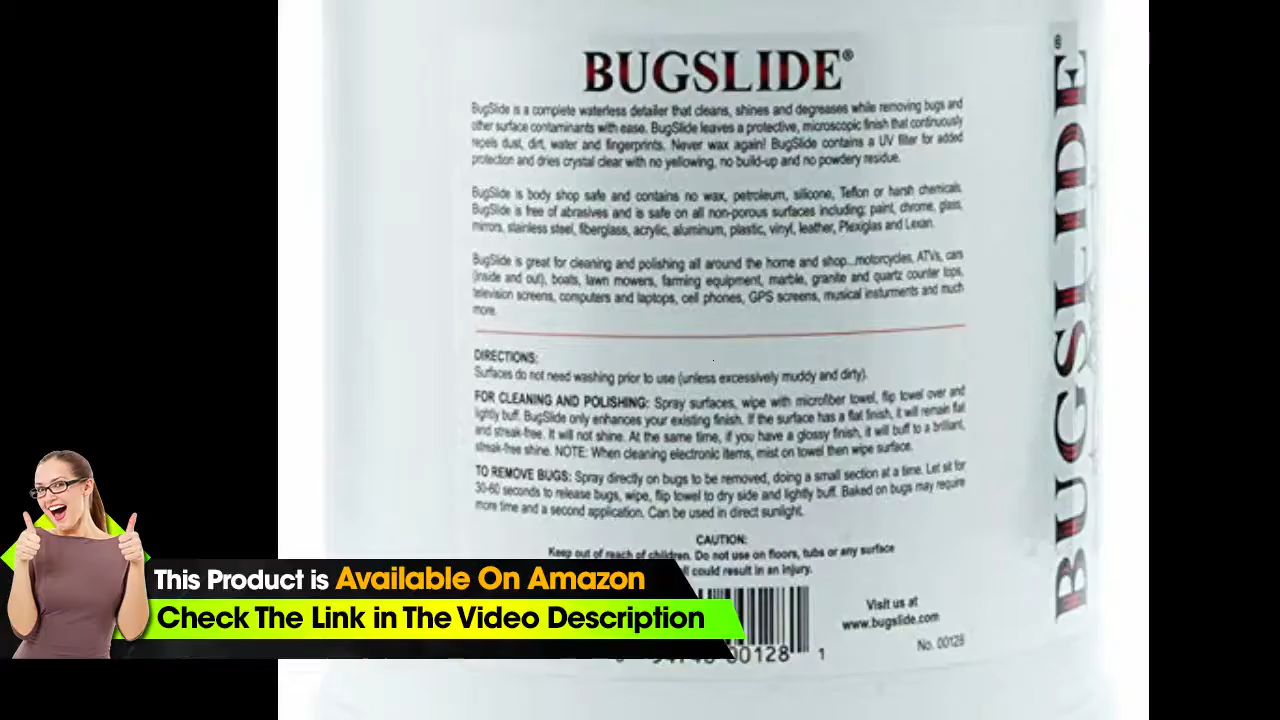 BUGSLIDE®
BugSlide is a complete waterless detailer that cleans, shines and degreases while removing bugs and
other surface contaminants with ease. BugSlide leaves a protective, microscopic finish that continuously
repels dust, dirt, water and fingerprints. Never wax again! BugSlide contains a UV filter for added
protection and dries crystal clear with no yellowing, no build-up and no powdery residue.
BugSlide is body shop safe and contains no wax, petroleum, silicone, Teflon or harsh chemicals.
BugSlide is free of abrasives and is safe on all non-porous surfaces including: paint, chrome, glass,
mirrors, stainless steel, fiberglass, acrylic, aluminum, plastic, vinyl, leather, Plexiglas and Lexan.
BugSlide is great for cleaning and polishing all around the home and shop...motorcycles, ATVs, cars
(inside and out), boats, lawn mowers, farming equipment, marble, granite and quartz counter tops,
television screens, computers and laptops, cell phones, GPS screens, musical insturments and much
more.
DIRECTIONS:
Surfaces do not need washing prior to use (unless excessively muddy and dirty).
FOR CLEANING AND POLISHING: Spray surfaces, wipe with microfiber towel, flip towel over and
lightly buff. BugSlide only enhances your existing finish. If the surface has a flat finish, it will remain flat
and streak-free. It will not shine. At the same time, if you have a glossy finish, it will buff to a brilliant,
streak-free shine. NOTE: When cleaning electronic items, mist on towel then wipe surface.
TO REMOVE BUGS: Spray directly on bugs to be removed, doing a small section at a time. Let sit for
30-60 seconds to release bugs, wipe, flip towel to dry side and lightly buff. Baked on bugs may require
more time and a second application. Can be used in direct sunlight.
CAUTION:
Keep out of reach of children. Do not use on floors, tubs or any surface
could result in an injury.
Visit us at
www.bugslide.com
No. 00128
00128 1
BUGSLIDE®
This Product is Available On Amazon
Check The Link in The Video Description